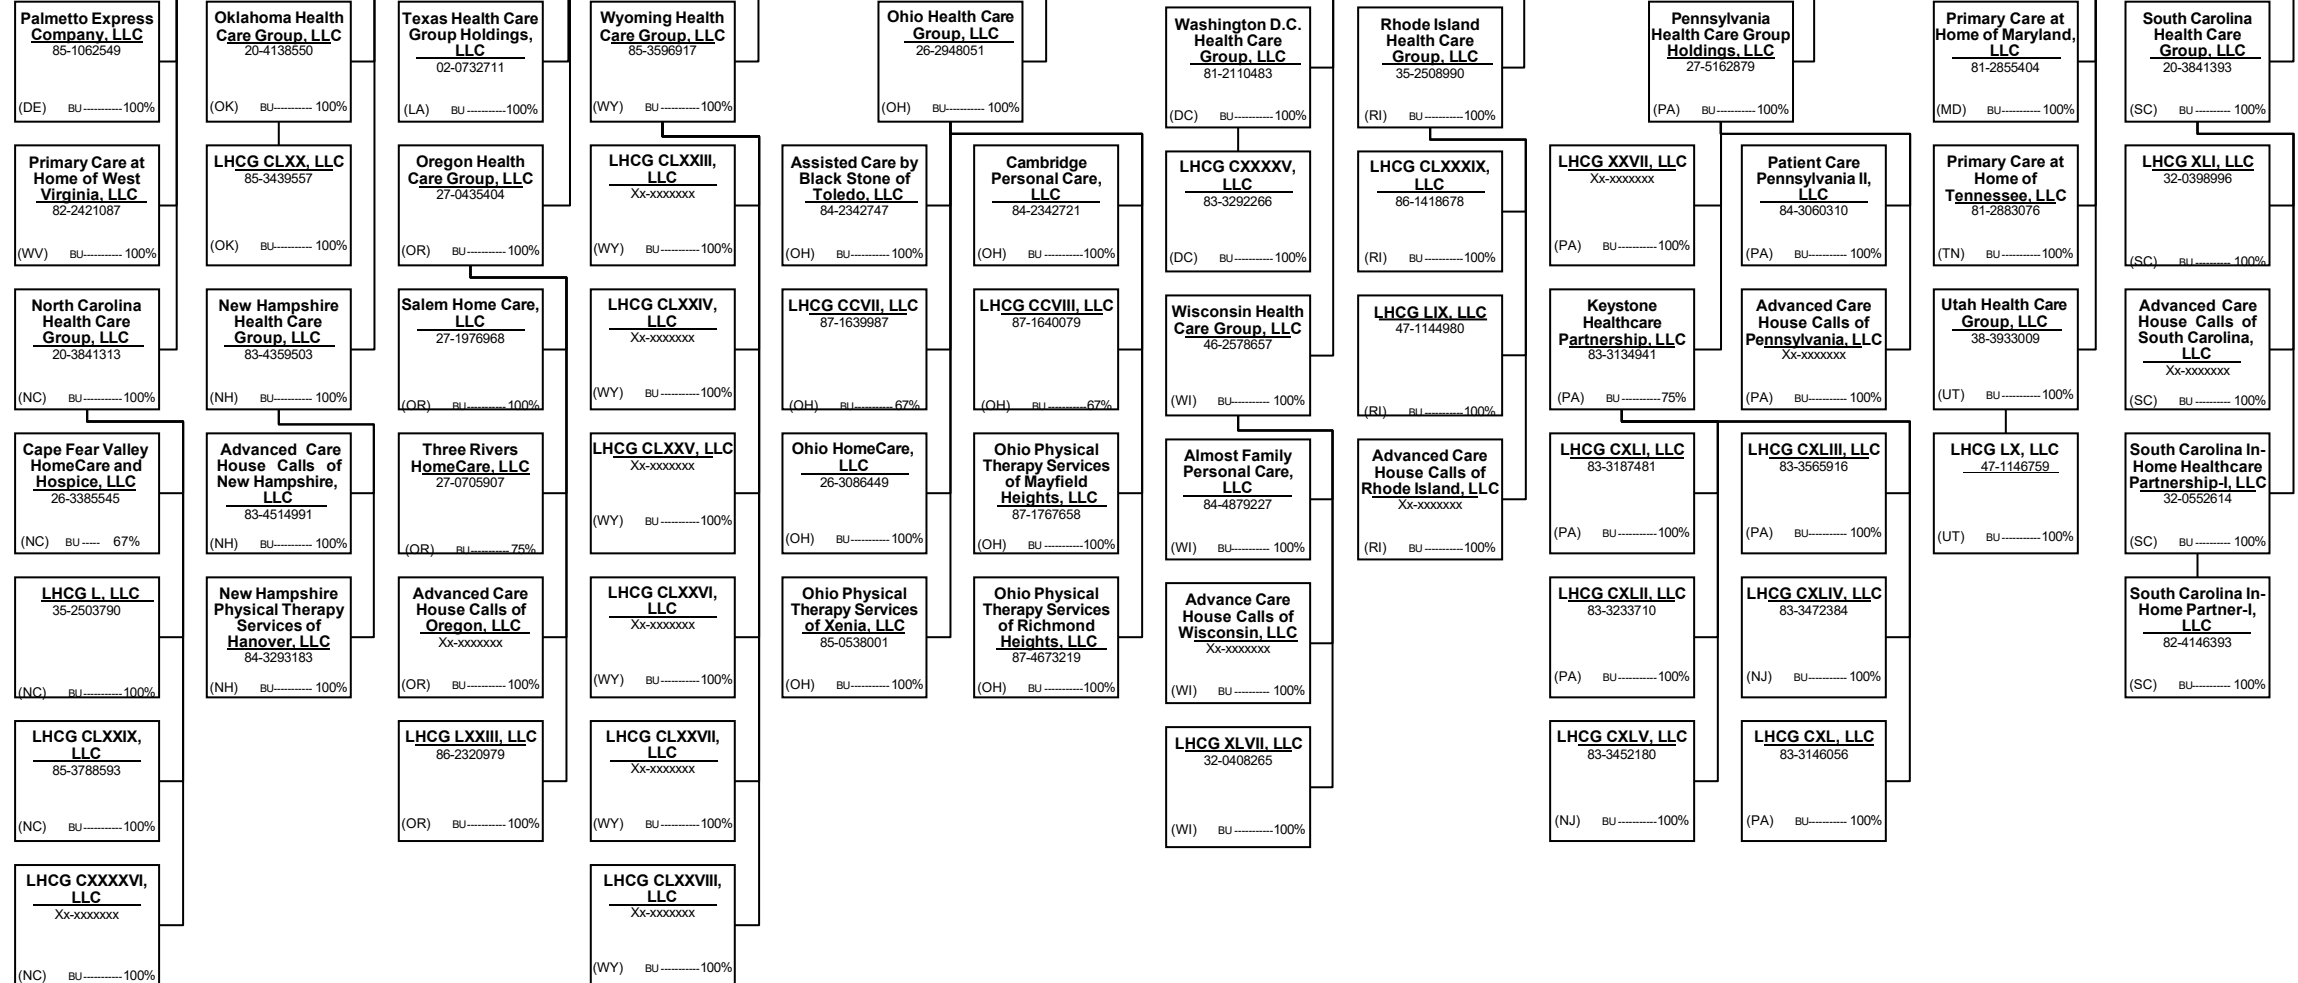 Palmetto Express
Company, LLC
85-1062549
(DE) BU-----------100%
Oklahoma Health
Care Group, LLC
20-4138550
(OK) BU----------- 100%
Texas Health Care
Group Holdings,
LLC
02-0732711
(LA) BU -----------100%
Wyoming Health
Care Group, LLC
85-3596917
(WY) BU -----------100%
Ohio Health Care
Group, LLC
26-2948051
(OH) BU----------- 100%
Washington D.C.
Health Care
Group, LLC
81-2110483
(DC) BU-----------100%
Rhode Island
Health Care
Group, LLC
35-2508990
(RI) BU -----------100%
Pennsylvania
Health Care Group
Holdings, LLC
27-5162879
(PA) BU -----------100%
Primary Care at
Home of Maryland,
LLC
81-2855404
(MD) BU-----------100%
South Carolina
Health Care
Group, LLC
20-3841393
(SC) BU----------- 100%
Primary Care at
Home of West
Virginia, LLC
82-2421087
(WV) BU----------- 100%
LHCG CLXX, LLC
85-3439557
(OK) BU----------- 100%
Oregon Health
Care Group, LLC
27-0435404
(OR) BU----------- 100%
LHCG CLXXIII,
LLC
Xx-xxxxxxx
(WY) BU -----------100%
Assisted Care by
Black Stone of
Toledo, LLC
84-2342747
(OH) BU----------- 100%
Cambridge
Personal Care,
LLC
84-2342721
(OH) BU -----------100%
LHCG CXXXXV,
LLC
83-3292266
(DC) BU-----------100%
LHCG CLXXXIX,
LLC
86-1418678
(RI) BU -----------100%
LHCG XXVII, LLC
Xx-xxxxxxx
(PA) BU -----------100%
Patient Care
Pennsylvania II,
LLC
84-3060310
(PA) BU----------- 100%
Primary Care at
Home of
Tennessee, LLC
81-2883076
(TN) BU----------- 100%
LHCG XLI, LLC
32-0398996
(SC) BU----------- 100%
North Carolina
Health Care
Group, LLC
20-3841313
(NC) BU-----------100%
New Hampshire
Health Care
Group, LLC
83-4359503
(NH) BU----------- 100%
Salem Home Care,
LLC
27-1976968
(OR) BU-----------100%
LHCG CLXXIV,
LLC
Xx-xxxxxxx
(WY) BU -----------100%
LHCG CCVII, LLC
87-1639987
(OH) BU----------- 67%
LHCG CCVIII, LLC
87-1640079
(OH) BU -----------67%
Wisconsin Health
Care Group, LLC
46-2578657
(WI) BU----------- 100%
LHCG LIX, LLC
47-1144980
(RI) BU -----------100%
Keystone
Healthcare
Partnership, LLC
83-3134941
(PA) BU -----------75%
Advanced Care
House Calls of
Pennsylvania, LLC
Xx-xxxxxxx
(PA) BU----------- 100%
Utah Health Care
Group, LLC
38-3933009
(UT) BU----------- 100%
Advanced Care
House Calls of
South Carolina,
LLC
Xx-xxxxxxx
(SC) BU----------- 100%
Cape Fear Valley
HomeCare and
Hospice, LLC
26-3385545
(NC) BU----- 67%
Advanced Care
House Calls of
New Hampshire,
LLC
83-4514991
(NH) BU----------- 100%
Three Rivers
HomeCare, LLC
27-0705907
(OR) BU-----------75%
LHCG CLXXV, LLC
Xx-xxxxxxx
(WY) BU -----------100%
Ohio HomeCare,
LLC
26-3086449
(OH) BU----------- 100%
Ohio Physical
Therapy Services
of Mayfield
Heights, LLC
87-1767658
(OH) BU -----------100%
Almost Family
Personal Care,
LLC
84-4879227
(WI) BU----------- 100%
Advanced Care
House Calls of
Rhode Island, LLC
Xx-xxxxxxx
(RI) BU -----------100%
LHCG CXLI, LLC
83-3187481
(PA) BU -----------100%
LHCG CXLIII, LLC
83-3565916
(PA) BU----------- 100%
LHCG LX, LLC
47-1146759
(UT) BU -----------100%
South Carolina In-
Home Healthcare
Partnership-I, LLC
32-0552614
(SC) BU----------- 100%
LHCG L, LLC
35-2503790
(NC) BU-----------100%
New Hampshire
Physical Therapy
Services of
Hanover, LLC
84-3293183
(NH) BU----------- 100%
Advanced Care
House Calls of
Oregon, LLC
Xx-xxxxxxx
(OR) BU----------- 100%
LHCG CLXXVI,
LLC
Xx-xxxxxxx
(WY) BU -----------100%
Ohio Physical
Therapy Services
of Xenia, LLC
85-0538001
(OH) BU----------- 100%
Ohio Physical
Therapy Services
of Richmond
Heights, LLC
87-4673219
(OH) BU -----------100%
Advance Care
House Calls of
Wisconsin, LLC
Xx-xxxxxxx
(WI) BU----------- 100%
LHCG CXLII, LLC
83-3233710
(PA) BU -----------100%
LHCG CXLIV, LLC
83-3472384
(NJ) BU----------- 100%
South Carolina In-
Home Partner-I,
LLC
82-4146393
(SC) BU----------- 100%
LHCG CLXXIX,
LLC
85-3788593
(NC) BU-----------100%
LHCG LXXIII, LLC
86-2320979
(OR) BU----------- 100%
LHCG CLXXVII,
LLC
Xx-xxxxxxx
(WY) BU -----------100%
LHCG XLVII, LLC
32-0408265
(WI) BU -----------100%
LHCG CXLV, LLC
83-3452180
(NJ) BU -----------100%
LHCG CXL, LLC
83-3146056
(PA) BU----------- 100%
LHCG CXXXXVI,
LLC
Xx-xxxxxxx
(NC) BU-----------100%
LHCG CLXXVIII,
LLC
Xx-xxxxxxx
(WY) BU -----------100%